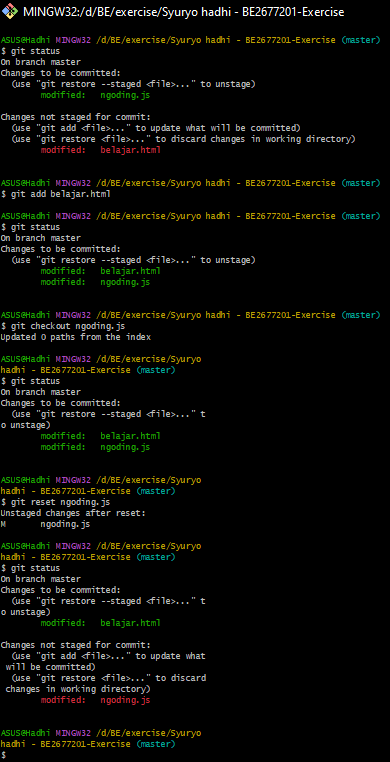 MINGW32:/d/BE/exercise/Syuryo hadhi - BE2677201-Exercise
ASUS@Hadhi MINGW32 /d/BE/exercise/Syuryo hadhi - BE2677201-Exercise (master)
$ git status
On branch master
Changes to be committed:
  (use "git restore --staged <file>..." to unstage)
        modified:   ngoding.js

Changes not staged for commit:
  (use "git add <file>..." to update what will be committed)
  (use "git restore <file>..." to discard changes in working directory)
        modified:   belajar.html

ASUS@Hadhi MINGW32 /d/BE/exercise/Syuryo hadhi - BE2677201-Exercise (master)
$ git add belajar.html

ASUS@Hadhi MINGW32 /d/BE/exercise/Syuryo hadhi - BE2677201-Exercise (master)
$ git status
On branch master
Changes to be committed:
  (use "git restore --staged <file>..." to unstage)
        modified:   belajar.html
        modified:   ngoding.js

ASUS@Hadhi MINGW32 /d/BE/exercise/Syuryo hadhi - BE2677201-Exercise (master)
$ git checkout ngoding.js
Updated 0 paths from the index

ASUS@Hadhi MINGW32 /d/BE/exercise/Syuryo
hadhi - BE2677201-Exercise (master)
$ git status
On branch master
Changes to be committed:
  (use "git restore --staged <file>..." t
o unstage)
        modified:   belajar.html
        modified:   ngoding.js

ASUS@Hadhi MINGW32 /d/BE/exercise/Syuryo
hadhi - BE2677201-Exercise (master)
$ git reset ngoding.js
Unstaged changes after reset:
M       ngoding.js

ASUS@Hadhi MINGW32 /d/BE/exercise/Syuryo
hadhi - BE2677201-Exercise (master)
$ git status
On branch master
Changes to be committed:
  (use "git restore --staged <file>..." t
o unstage)
        modified:   belajar.html

Changes not staged for commit:
  (use "git add <file>..." to update what
 will be committed)
  (use "git restore <file>..." to discard
 changes in working directory)
        modified:   ngoding.js

ASUS@Hadhi MINGW32 /d/BE/exercise/Syuryo
hadhi - BE2677201-Exercise (master)
$